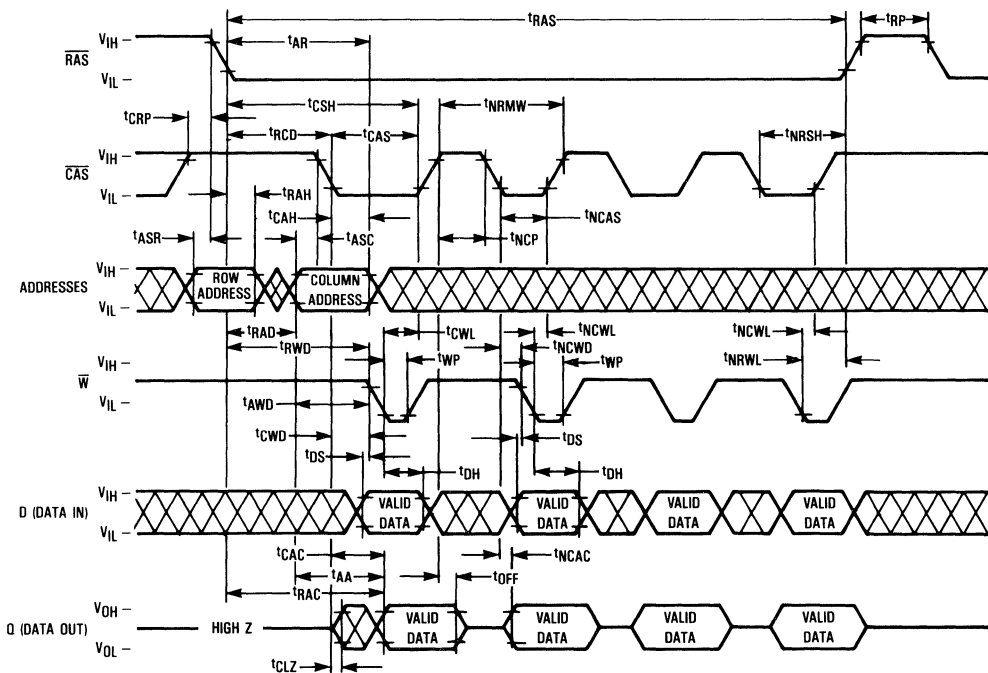 tRAS
tRP
tAR
VIH
RAS
VIL
tCSH
tNRMW
tCRP
tRCD
tCAS
tNRSH
VIH
CAS
VIL
tRAH
tCAH
tNCAS
tASR
tASC
tNCP
VIH
ADDRESSES
VIL
ROW
ADDRESS
COLUMN
ADDRESS
tRAD
tCWL
tNCWL
tNCWL
tRWD
tNCWD
VIH
tWP
tWP
tNRWL
W
VIL
tAWD
tCWD
tDS
tDS
tDH
tDH
VIH
D (DATA IN)
VIL
VALID
DATA
VALID
DATA
VALID
DATA
VALID
DATA
tCAC
tNCAC
tAA
tOFF
tRAC
VOH
Q (DATA OUT)
VOL
HIGH Z
VALID
DATA
VALID
DATA
VALID
DATA
VALID
DATA
tCLZ